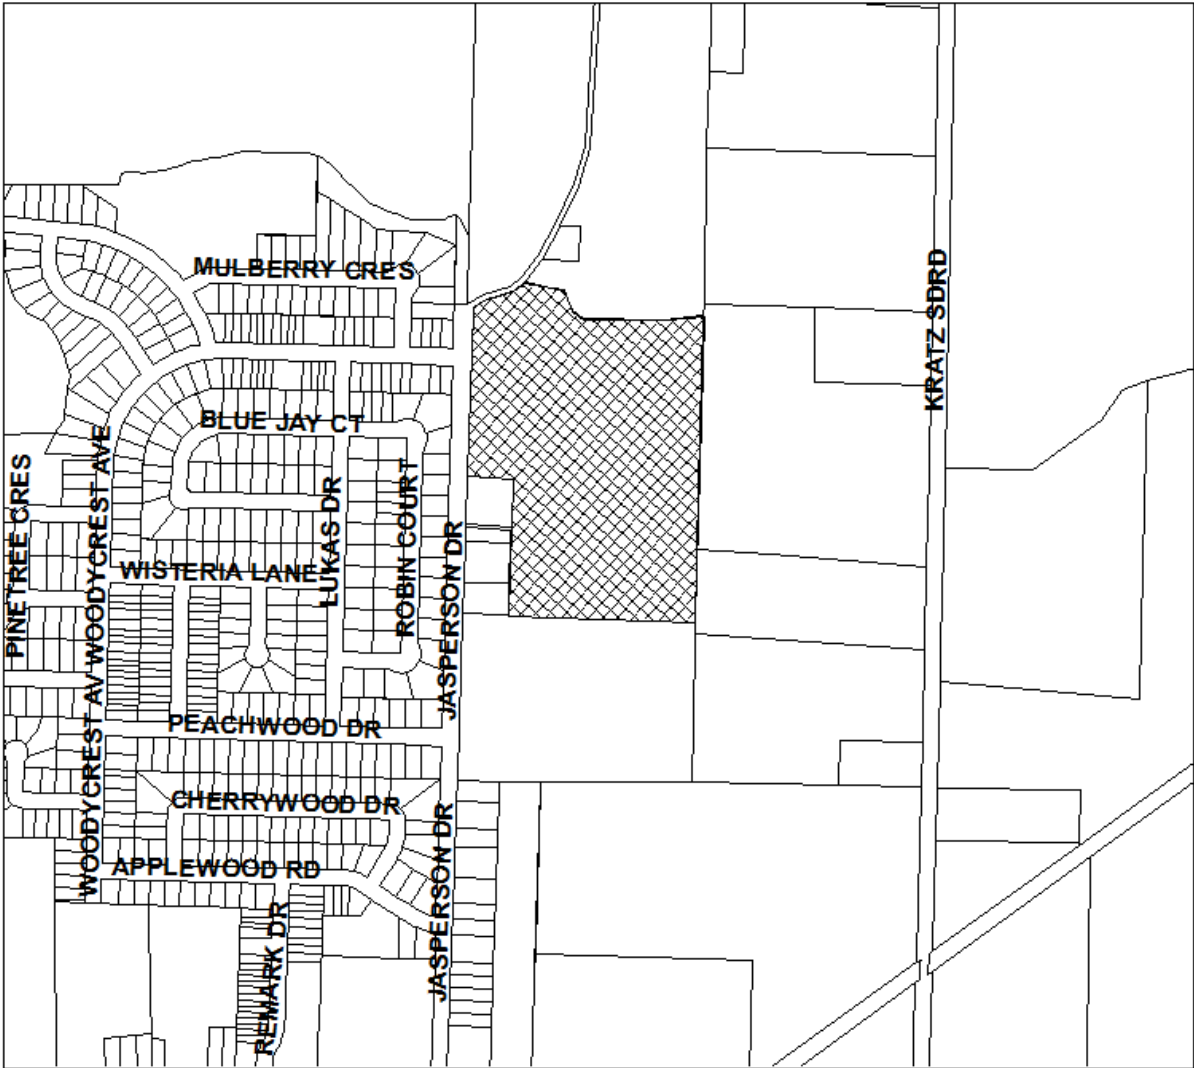 MULBERRY CRES
KRATZ SDRD
BLUE JAY CT
PINETREE CRES
WOODYCREST AVE
LUKAS DR
ROBIN COURT
WISTERIA LANE
JASPERSON DR
WOODYCREST AV
PEACHWOOD DR
CHERRYWOOD DR
JASPERSON DR
APPLEWOOD RD
REMARK DR